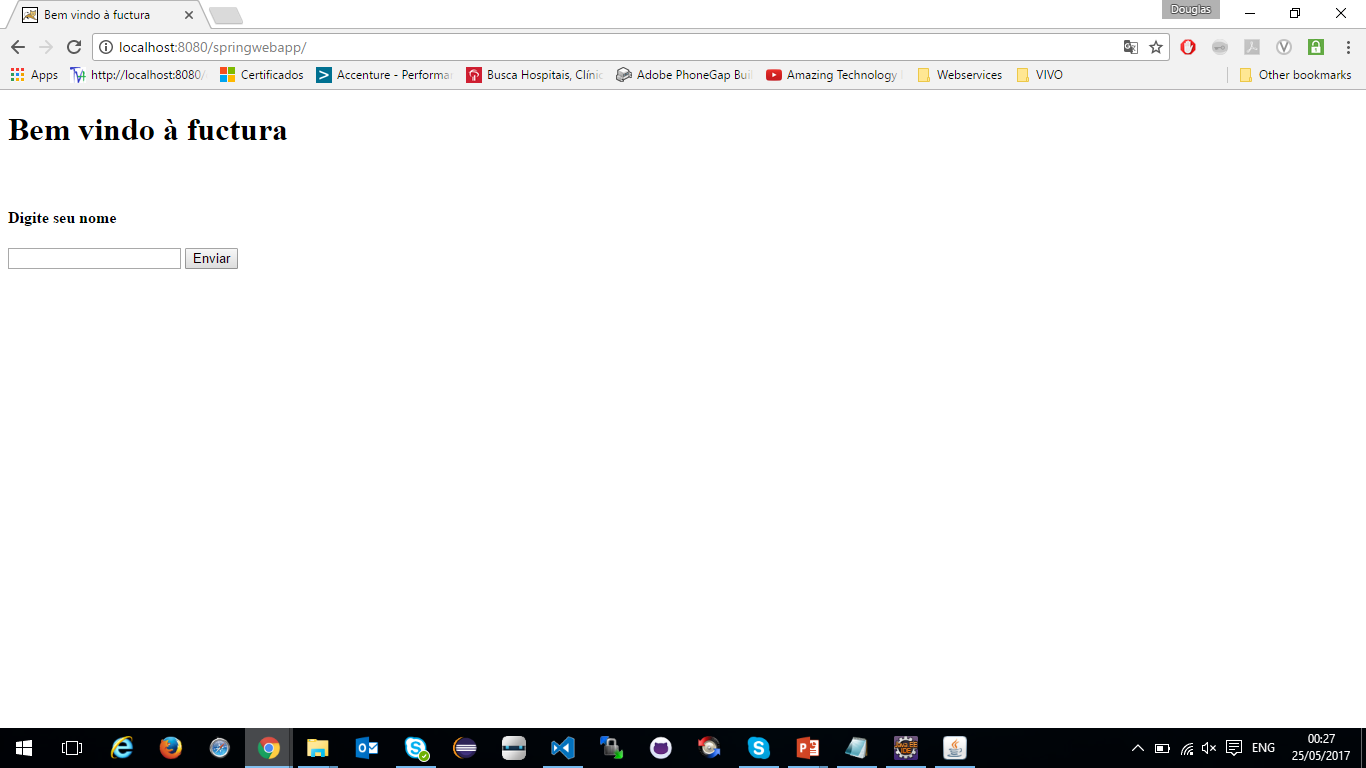 Bem vindo à fuctura
Douglas
localhost:8080/springwebapp/
Apps
http://localhost:8080/
Certificados
Accenture - Performar
Busca Hospitais, Clínic
Adobe PhoneGap Buil
Amazing Technology
Webservices
VIVO
Other bookmarks
Bem vindo à fuctura
Digite seu nome
Enviar
ENG
00:27
25/05/2017